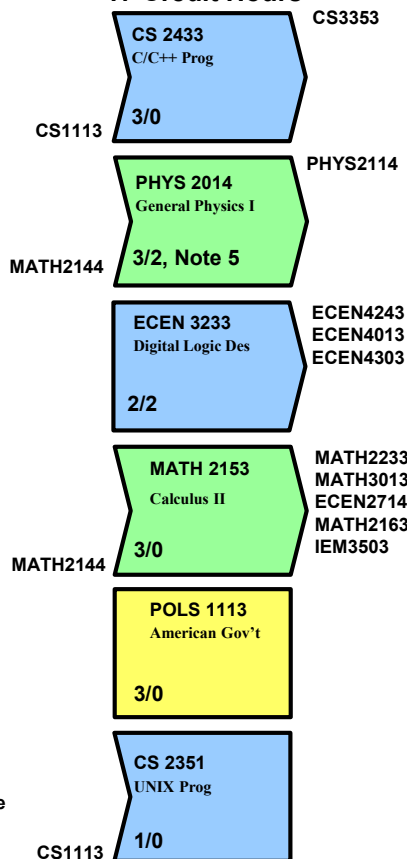 CS3353
CS 2433
C/C++ Prog
3/0
CS1113
PHYS2114
PHYS 2014
General Physics I
3/2, Note 5
MATH2144
ECEN4243
ECEN 3233
ECEN4013
Digital Logic Des
ECEN4303
2/2
MATH2233
MATH 2153
MATH3013
Calculus II
ECEN2714
MATH2163
3/0
IEM3503
MATH2144
POLS 1113
American Gov't
3/0
CS 2351
UNIX Prog
1/0
CS1113